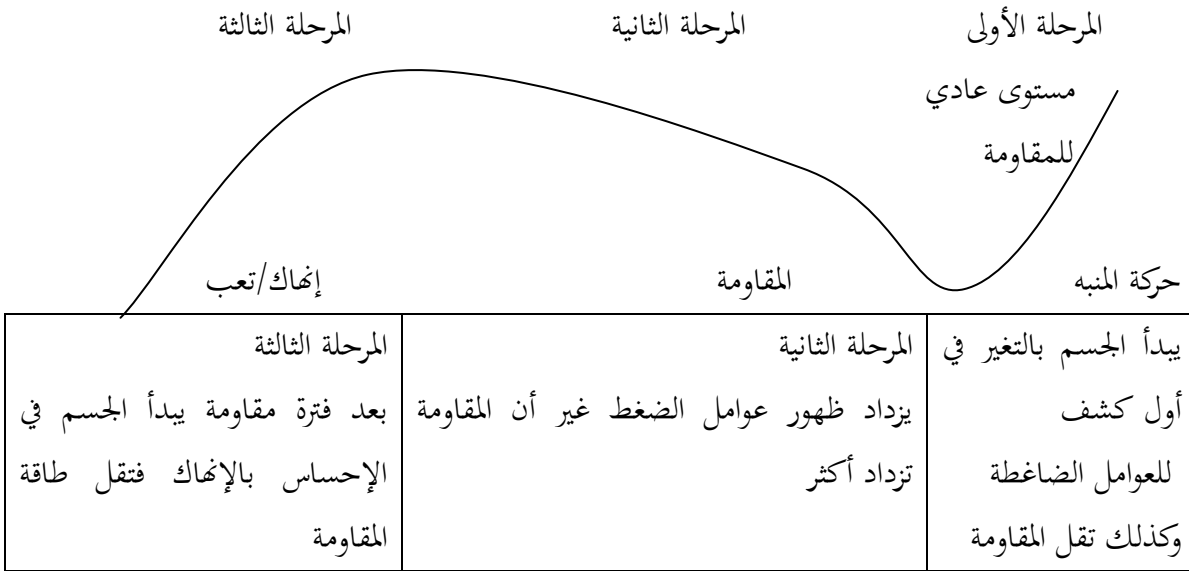 المرحلة الأولى
المرحلة الثانية
المرحلة الثالثة
مستوى عادي
للمقاومة
حركة المنبه
المقاومة
إنهاك/تعب
يبدأ الجسم بالتغير في
أول كشف
للعوامل الضاغطة
وكذلك تقل المقاومة
المرحلة الثانية
يزداد ظهور عوامل الضغط غير أن المقاومة
تزداد أكثر
المرحلة الثالثة
بعد فترة مقاومة يبدأ الجسم في
الإحساس بالإنهاك فتقل طاقة
المقاومة